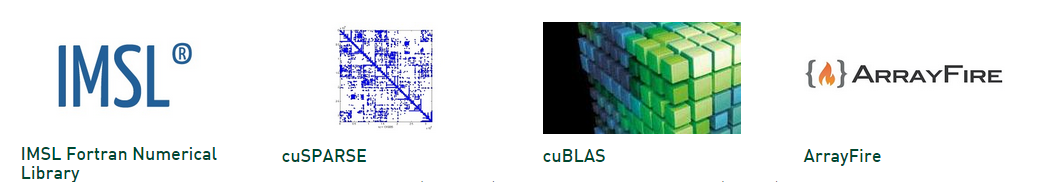 IMSL®
{} ARRAYFIRE
IMSL Fortran Numerical
Library
cuSPARSE
cuBLAS
ArrayFire